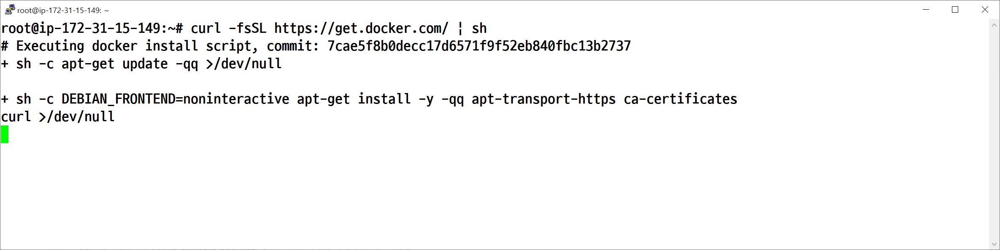 root@ip-172-31-15-149: ~
root@ip-172-31-15-149:~# curl -fsSL https://get.docker.com/ | sh
# Executing docker install script, commit: 7cae5f8b0decc17d6571f9f52eb840fbc13b2737
+ sh -c apt-get update -qq >/dev/null
+ sh -c DEBIAN_FRONTEND=noninteractive apt-get install -y -qq apt-transport-https ca-certificates
curl >/dev/null